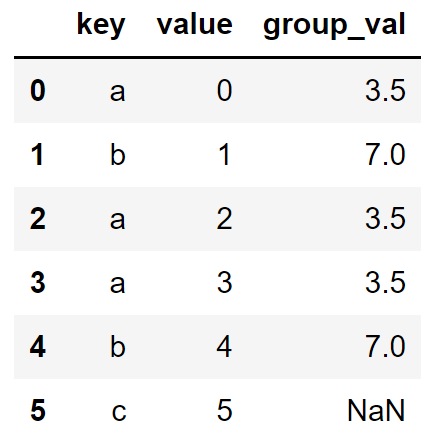 key value group_val
0 a 0 3.5
1 b 1 7.0
2 a 2 3.5
3 a 3 3.5
4 b 4 7.0
5 c 5 NaN